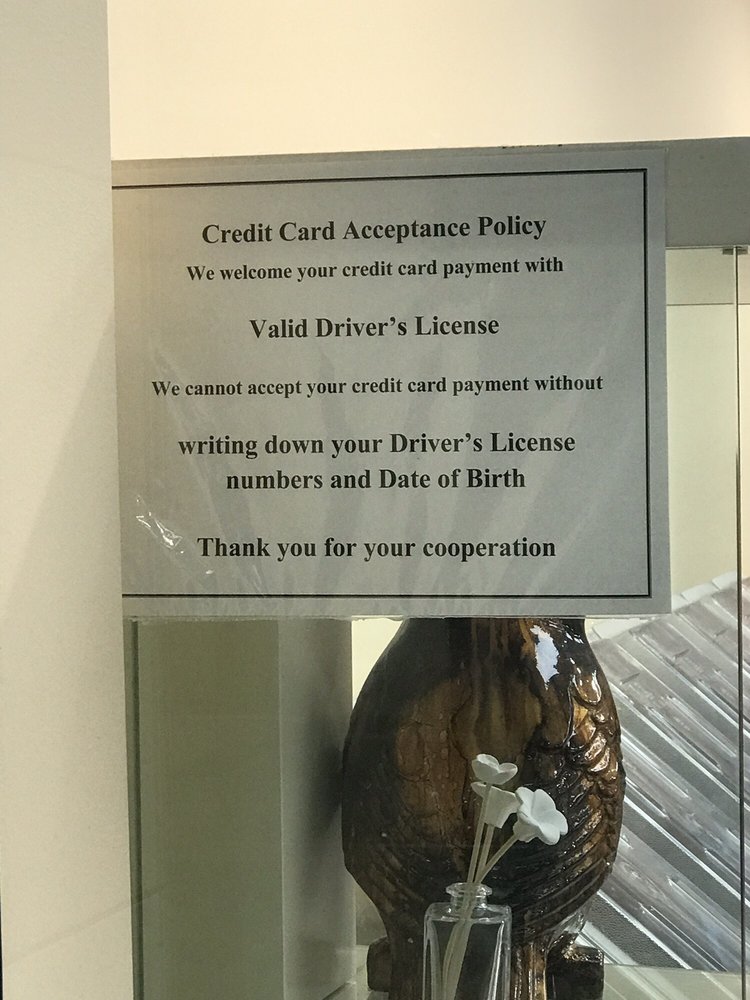 Credit Card Acceptance Policy
We welcome your credit card payment with
Valid Driver's License
We cannot accept your credit card payment without
writing down your Driver's License
numbers and Date of Birth
Thank you for your cooperation